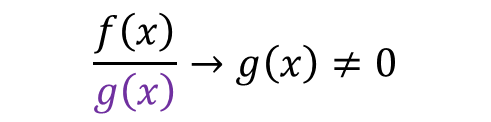 f(x)/g(x) → g(x) ≠ 0